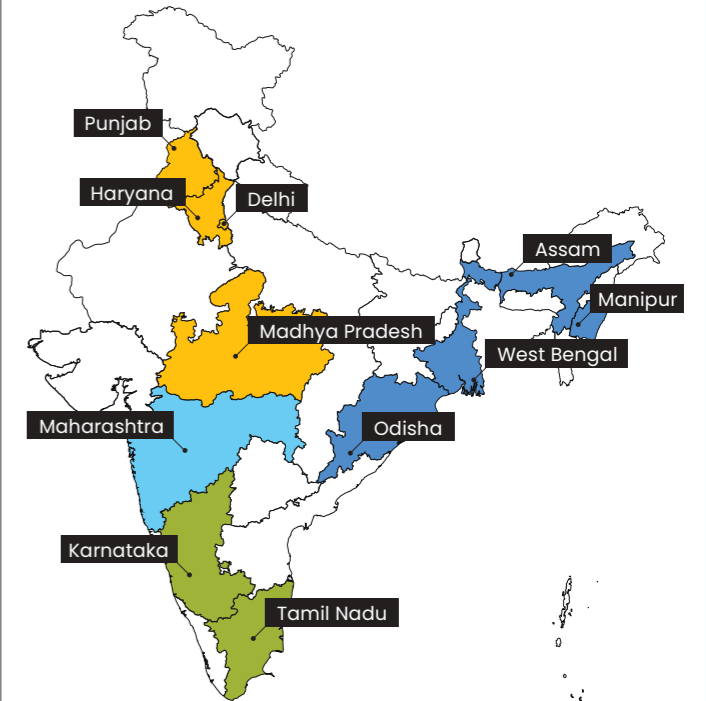 Punjab
Haryana
Delhi
Assam
Manipur
Madhya Pradesh
West Bengal
Maharashtra
Odisha
Karnataka
Tamil Nadu